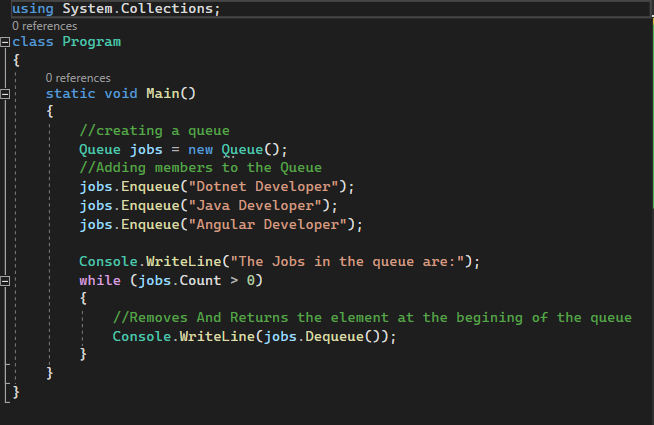 using System.Collections;
0 references
class Program
{
0 references
static void Main()
{
//creating a queue
Queue jobs = new Queue();
//Adding members to the Queue
jobs.Enqueue("Dotnet Developer");
jobs.Enqueue("Java Developer");
jobs.Enqueue("Angular Developer");
Console.WriteLine("The Jobs in the queue are:");
while (jobs.Count > 0)
{
//Removes And Returns the element at the begining of the queue
Console.WriteLine(jobs.Dequeue());
}
}
}